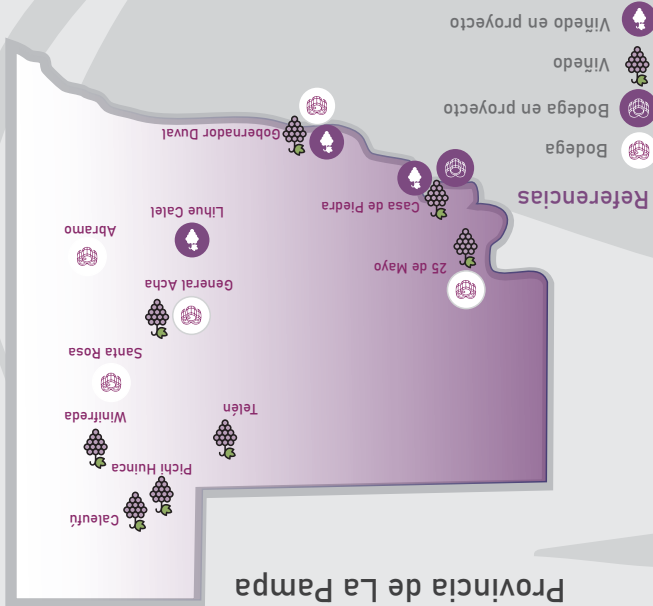 Provincia de La Pampa
Caleufú
Pichi Huinca
Winifreda
Telén
Santa Rosa
General Acha
25 de Mayo
Abramo
Lihue Calel
Casa de Piedra
Gobernador Duval
Referencias
Bodega
Bodega en proyecto
Viñedo
Viñedo en proyecto